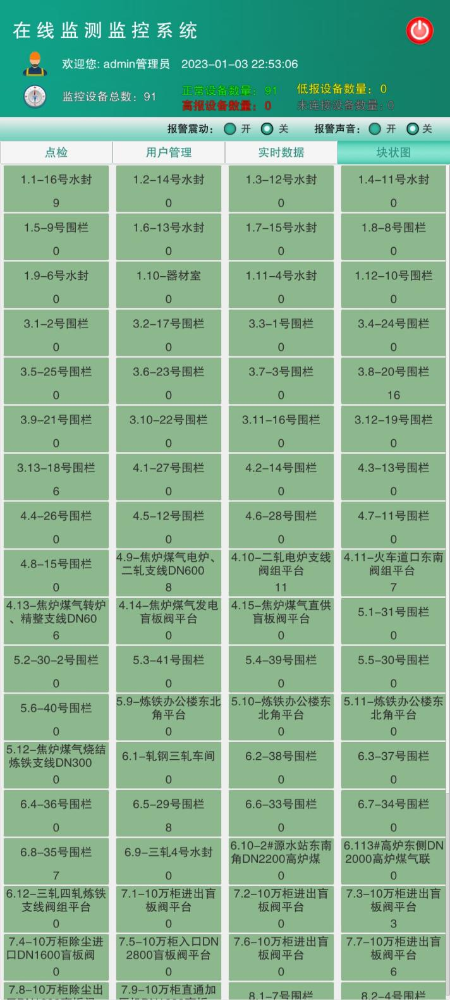 在线监测监控系统
欢迎您: admin管理员 2023-01-03 22:53:06
监控设备总数: 91 正常设备数量: 91 低报设备数量: 0
高报设备数量: 0 未连接设备数量: 0
报警震动: 开 关 报警声音: 开 关
点检 用户管理 实时数据 块状图
1.1-16号水封 1.2-14号水封 1.3-12号水封 1.4-11号水封
9 0 0 0
1.5-9号围栏 1.6-13号水封 1.7-15号水封 1.8-8号围栏
0 0 0 0
1.9-6号水封 1.10-器材室 1.11-4号水封 1.12-10号围栏
0 0 0 0
3.1-2号围栏 3.2-17号围栏 3.3-1号围栏 3.4-24号围栏
0 0 0 0
3.5-25号围栏 3.6-23号围栏 3.7-3号围栏 3.8-20号围栏
0 0 0 16
3.9-21号围栏 3.10-22号围栏 3.11-16号围栏 3.12-19号围栏
0 0 0 0
3.13-18号围栏 4.1-27号围栏 4.2-14号围栏 4.3-13号围栏
6 0 0 0
4.4-26号围栏 4.5-12号围栏 4.6-28号围栏 4.7-11号围栏
0 0 0 0
4.8-15号围栏
0
4.9-焦炉煤气电炉、
二轧支线DN600
8
4.10-二轧电炉支线
阀组平台
11
4.11-火车道口东南
阀组平台
7
4.13-焦炉煤气转炉
、精整支线DN60
6
4.14-焦炉煤气发电
盲板阀平台
0
4.15-焦炉煤气直供
盲板阀平台
0
5.1-31号围栏
0
5.2-30-2号围栏 5.3-41号围栏 5.4-39号围栏 5.5-30号围栏
0 0 0 0
5.6-40号围栏
0
5.9-炼铁办公楼东北
角平台
0
5.10-炼铁办公楼东
北角平台
0
5.11-炼铁办公楼东
北角平台
0
5.12-焦炉煤气烧结
炼铁支线DN300
0
6.1-轧钢三轧车间
0
6.2-38号围栏
0
6.3-37号围栏
0
6.4-36号围栏 6.5-29号围栏 6.6-33号围栏 6.7-34号围栏
0 8 0 0
6.8-35号围栏
7
6.9-三轧4号水封
0
6.10-2#源水站东南
角DN2200高炉煤
0
6.113#高炉东侧DN
2000高炉煤气联
0
6.12-三轧四轧炼铁
支线阀组平台
0
7.1-10万柜进出盲
板阀平台
0
7.2-10万柜进出盲
板阀平台
0
7.3-10万柜进出盲
板阀平台
3
7.4-10万柜除尘进
口DN1600盲板阀
0
7.5-10万柜入口DN
2800盲板阀平台
0
7.6-10万柜进出盲
板阀平台
0
7.7-10万柜进出盲
板阀平台
6
7.8-10万柜除尘出
7.9-10万柜直通加
8.1-7号围栏
8.2-4号围栏